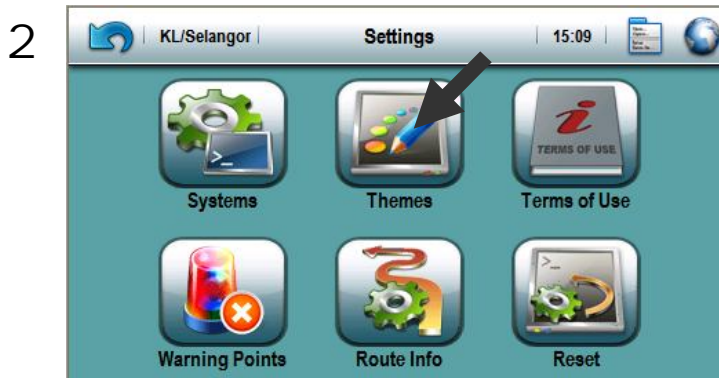 2
KL/Selangor Settings 15:09
TERMS OF USE
Systems Themes Terms of Use
Warning Points Route Info Reset